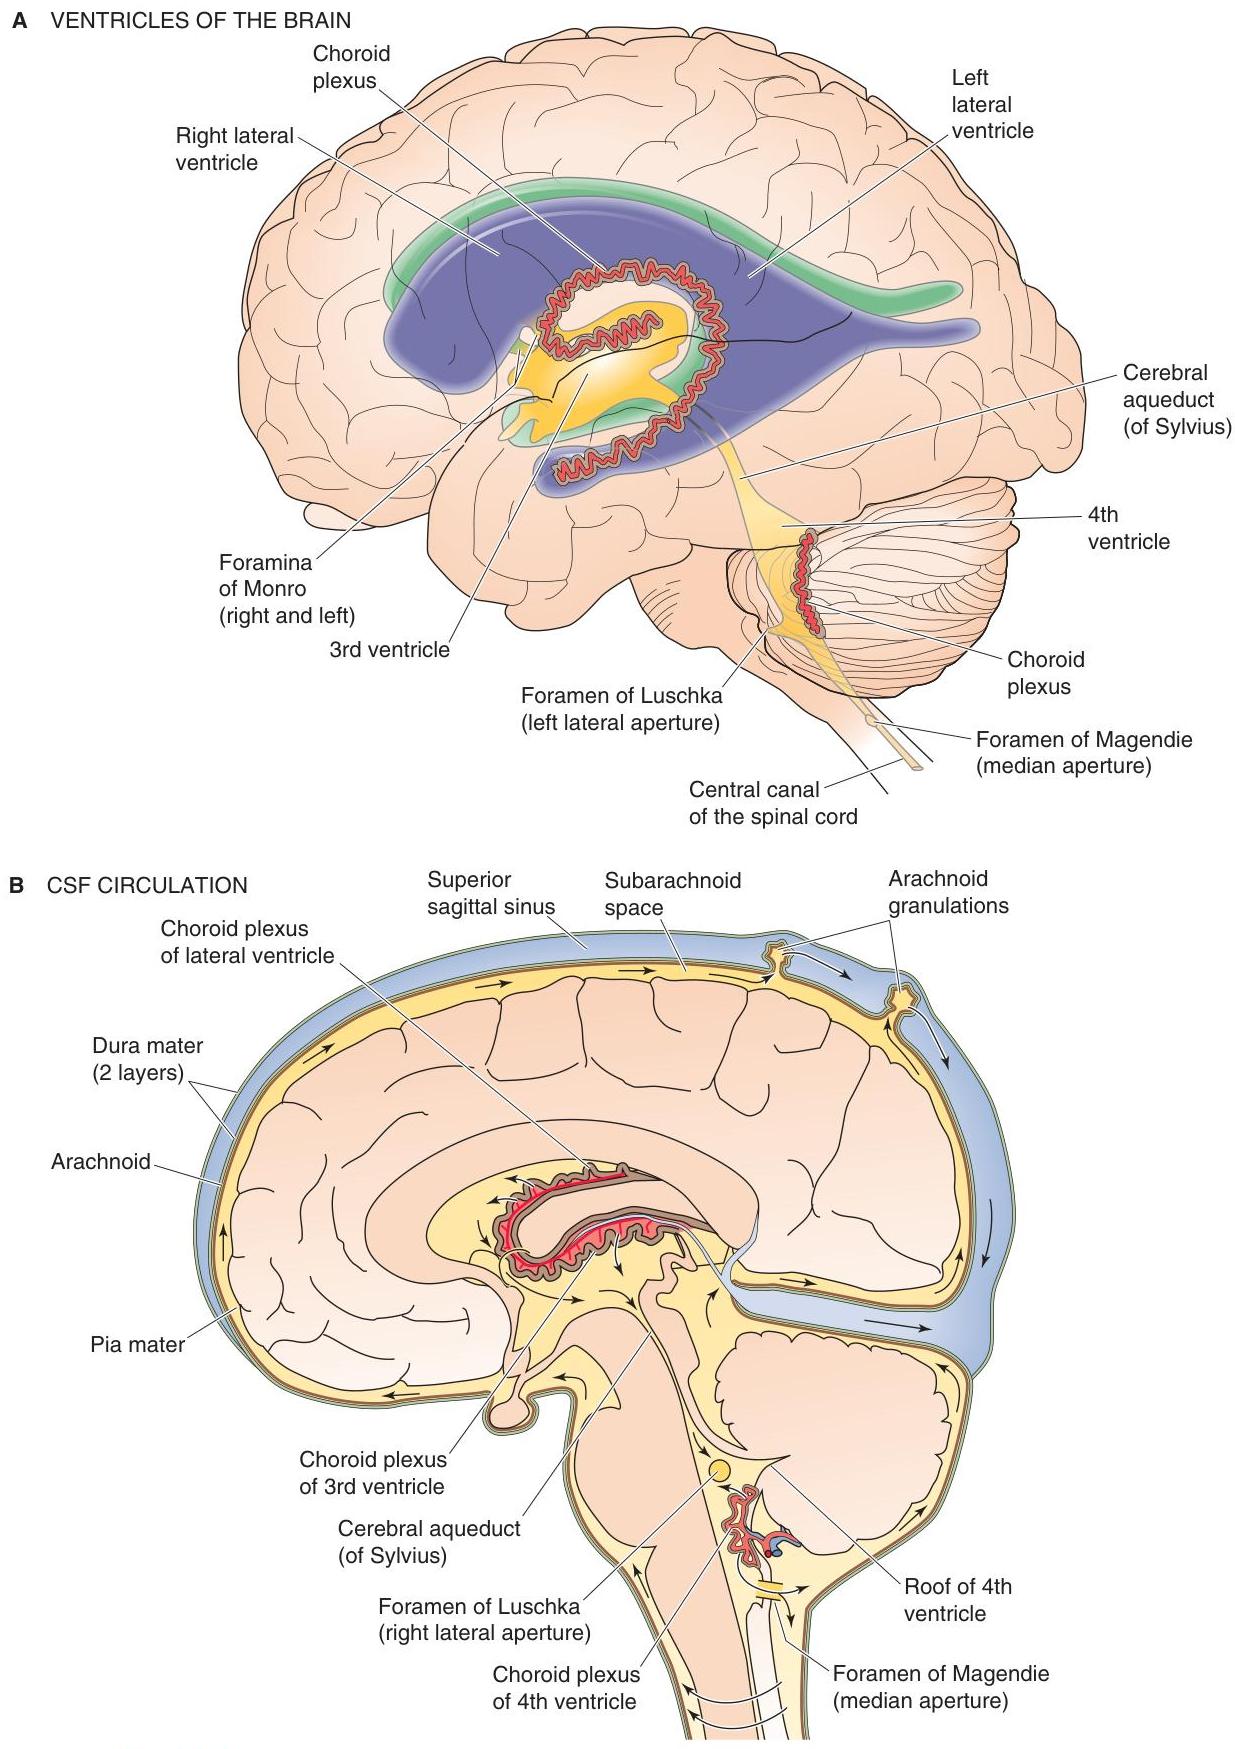 A VENTRICLES OF THE BRAIN
Choroid
plexus
Left
lateral
ventricle
Right lateral
ventricle
Cerebral
aqueduct
(of Sylvius)
4th
ventricle
Foramina
of Monro
(right and left)
3rd ventricle
Choroid
plexus
Foramen of Luschka
(left lateral aperture)
Foramen of Magendie
(median aperture)
Central canal
of the spinal cord
B CSF CIRCULATION
Superior
sagittal sinus
Subarachnoid
space
Arachnoid
granulations
Choroid plexus
of lateral ventricle
Dura mater
(2 layers)
Arachnoid
Pia mater
Choroid plexus
of 3rd ventricle
Cerebral aqueduct
(of Sylvius)
Foramen of Luschka
(right lateral aperture)
Roof of 4th
ventricle
Choroid plexus
of 4th ventricle
Foramen of Magendie
(median aperture)